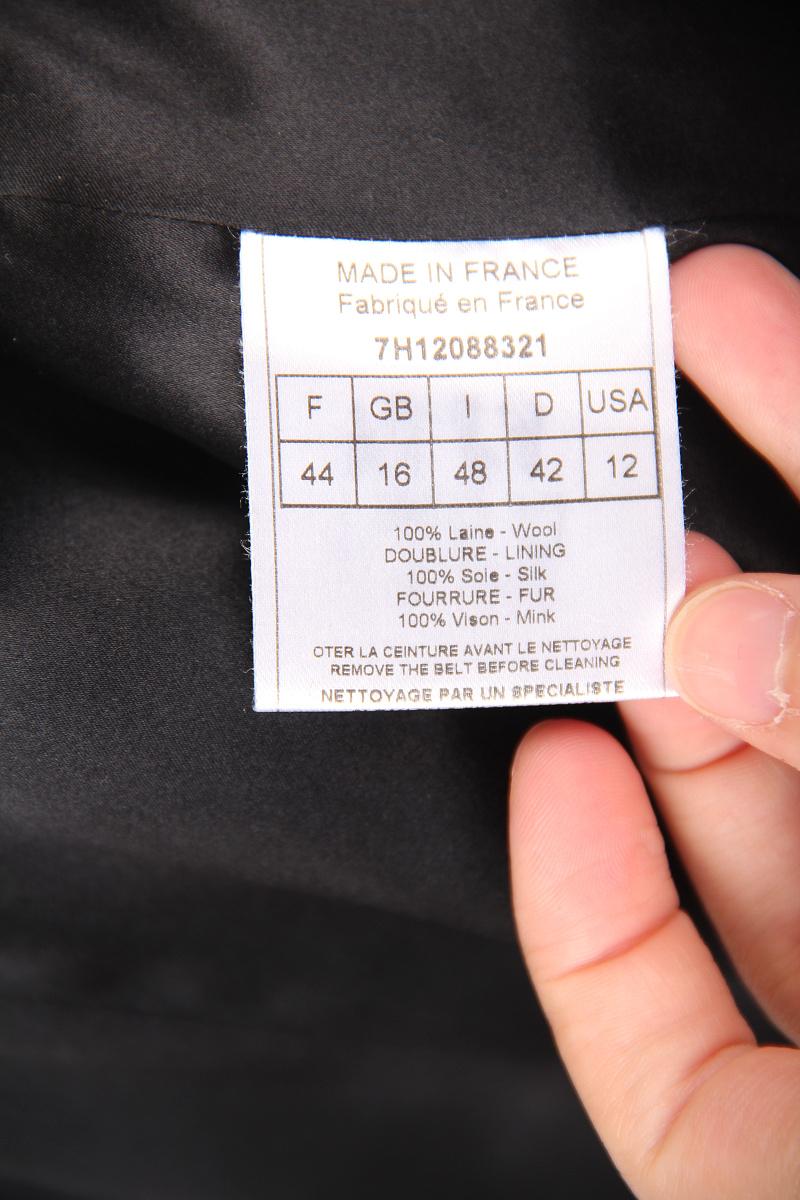 MADE IN FRANCE
Fabriqué en France
7H12088321
F GB I D USA
44 16 48 42 12
100% Laine - Wool
DOUBLURE - LINING
100% Soie - Silk
FOURRURE - FUR
100% Vison - Mink
OTER LA CEINTURE AVANT LE NETTOYAGE
REMOVE THE BELT BEFORE CLEANING
NETTOYAGE PAR UN SPECIALISTE